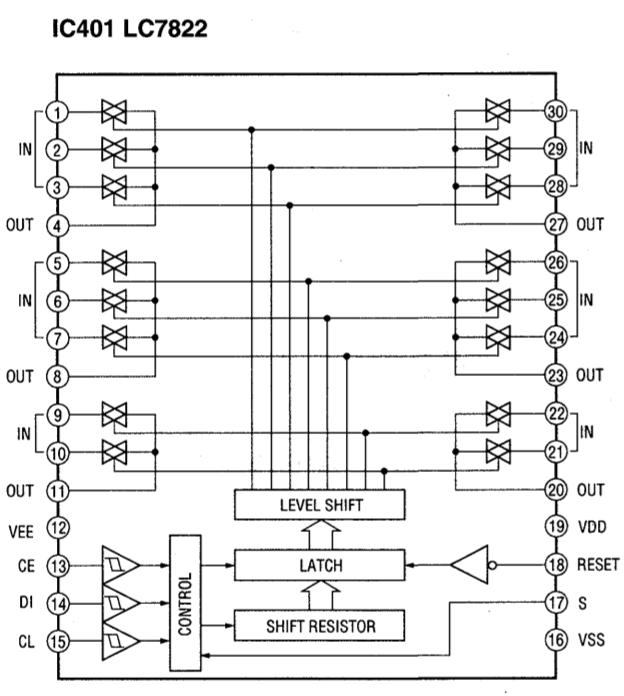 IC401 LC7822
1 30
IN 2 29 IN
3 28
OUT 4 27 OUT
5 26
IN 6 25 IN
7 24
OUT 8 23 OUT
9 22
IN IN
10 21
OUT 11 20 OUT
LEVEL SHIFT
VEE 12 19 VDD
CE 13 LATCH 18 RESET
DI 14 CONTROL 17 S
SHIFT RESISTOR
CL 15 16 VSS